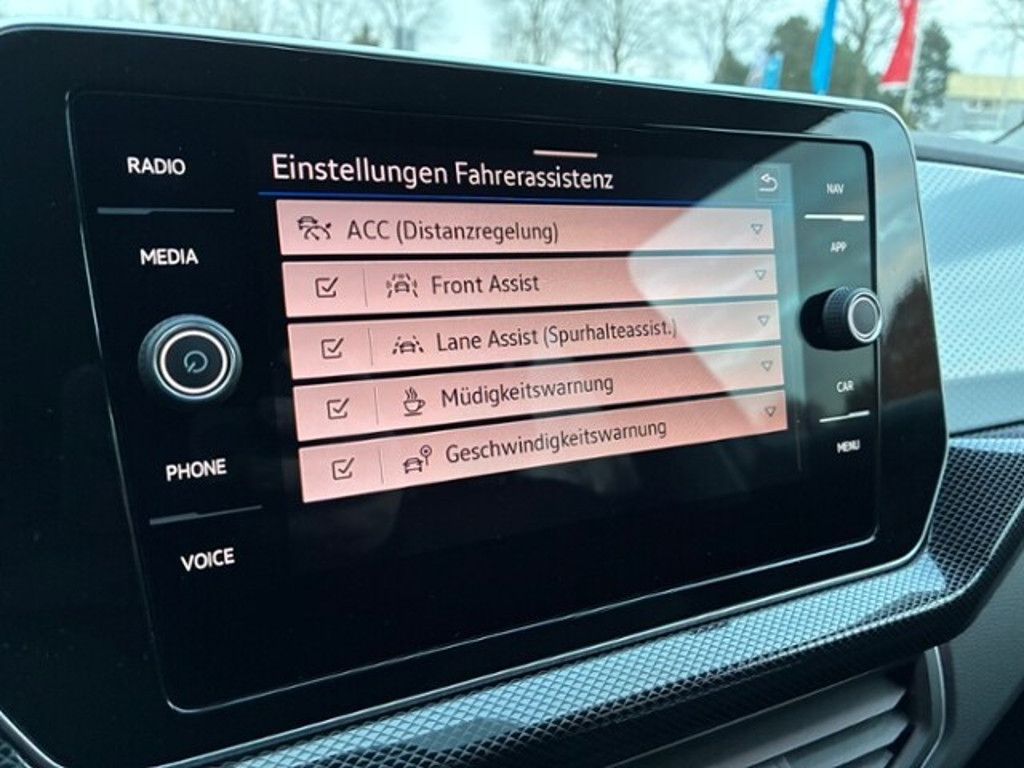 RADIO
MEDIA
PHONE
VOICE
Einstellungen Fahrerassistenz
ACC (Distanzregelung)
Front Assist
Lane Assist (Spurhalteassist.)
Müdigkeitswarnung
Geschwindigkeitswarnung
NAV
APP
CAR
MENU